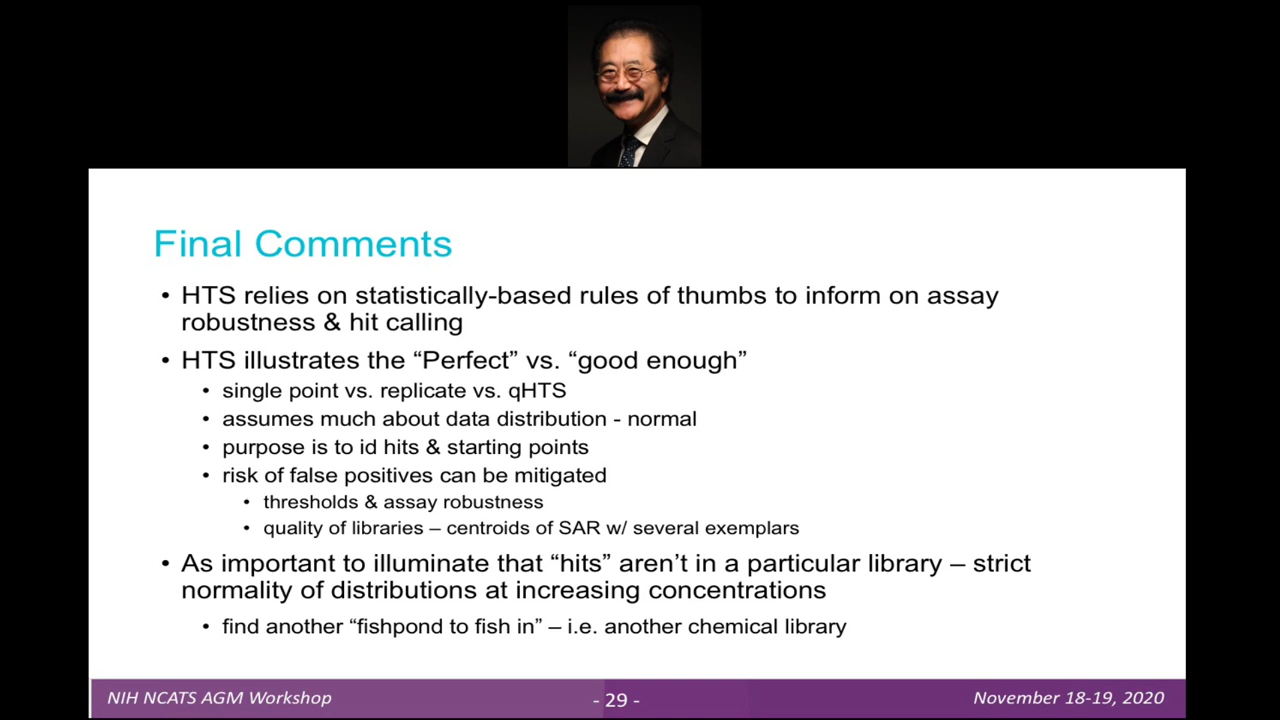 Final Comments
• HTS relies on statistically-based rules of thumbs to inform on assay
robustness & hit calling
• HTS illustrates the “Perfect” vs. “good enough”
• single point vs. replicate vs. qHTS
• assumes much about data distribution - normal
• purpose is to id hits & starting points
• risk of false positives can be mitigated
• thresholds & assay robustness
• quality of libraries – centroids of SAR w/ several exemplars
• As important to illuminate that “hits” aren’t in a particular library – strict
normality of distributions at increasing concentrations
• find another “fishpond to fish in” – i.e. another chemical library
NIH NCATS AGM Workshop
- 29 -
November 18-19, 2020